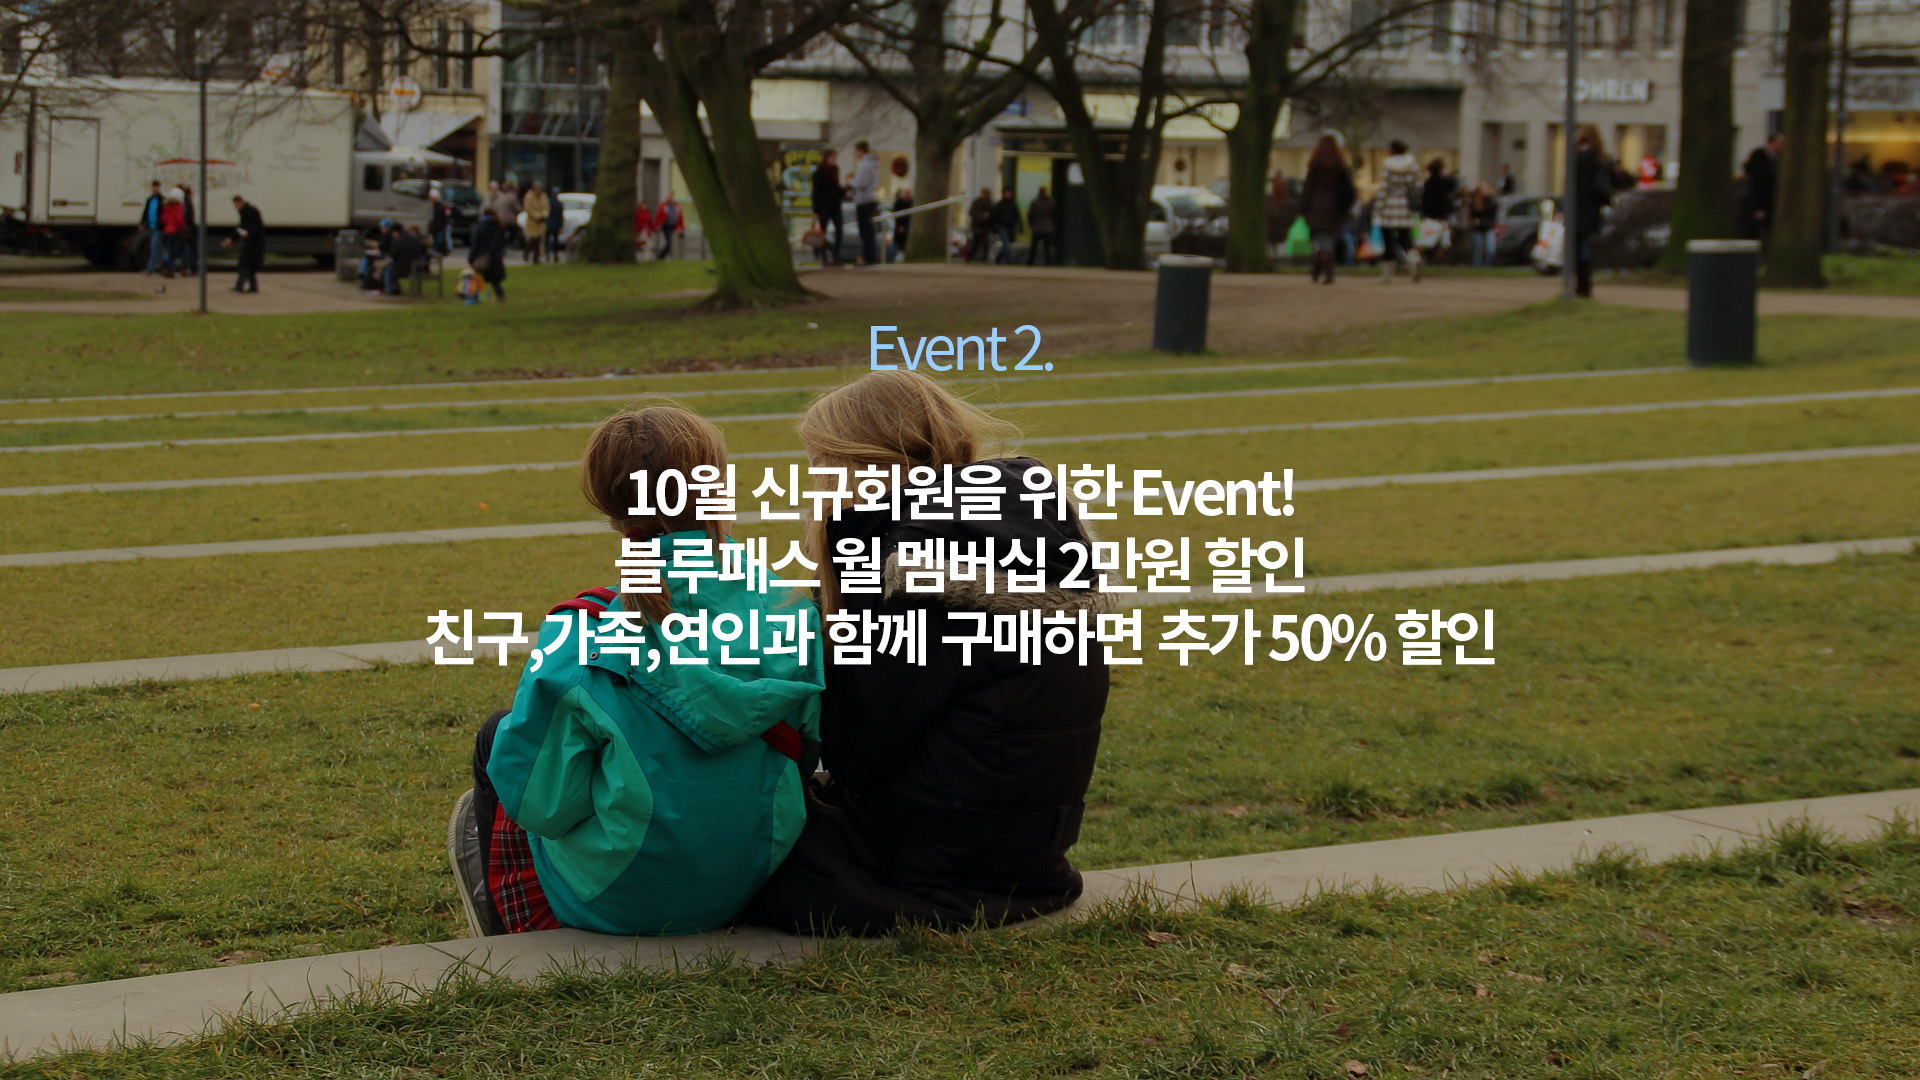 Event 2.
10월 신규회원을 위한 Event!
블루패스 월 멤버십 2만원 할인
친구,가족,연인과 함께 구매하면 추가 50% 할인